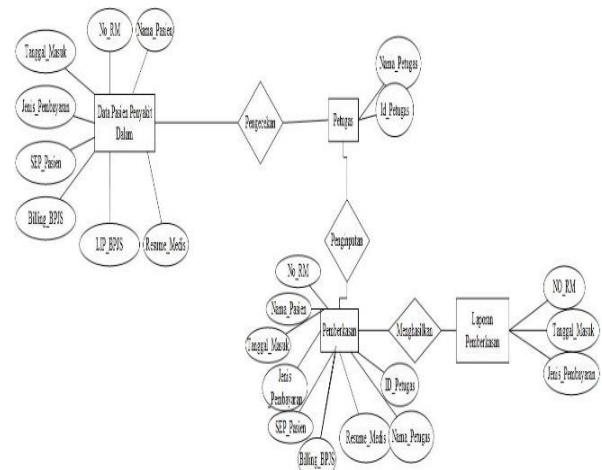 No_RM
Nama_Pasien
Tanggal_Masuk
Jenis_Pembayaran
Data Pasien Penyakit
Dalam
SEP_Pasien
Billing_BPJS
LIP_BPJS
Resume_Medis
Pengecekan
Petugas
Nama_Petugas
Id_Petugas
Penginputan
No_RM
Nama_Pasien
Tanggal_Masuk
Pemberkasan
Jenis
Pembayaran
SEP_Pasien
Billing_BPJS
Resume_Medis
Nama_Petugas
ID_Petugas
Menghasilkan
Laporan
Pemberkasan
NO_RM
Tanggal_Masuk
Jenis_Pembayaran